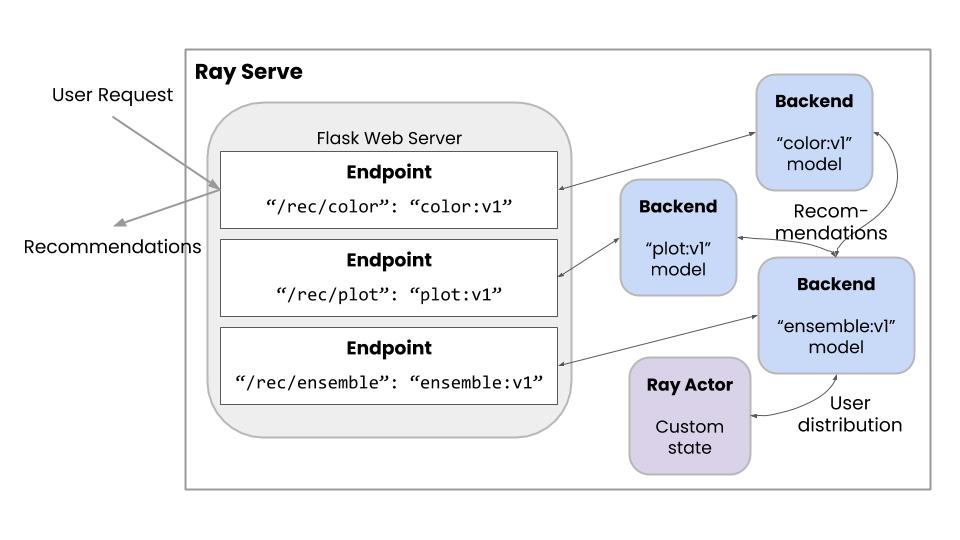 Ray Serve
User Request
Recommendations
Flask Web Server
Endpoint
“/rec/color”: “color:v1”
Endpoint
“/rec/plot”: “plot:v1”
Endpoint
“/rec/ensemble”: “ensemble:v1”
Backend
“color:v1”
model
Backend
“plot:v1”
model
Recom-
mendations
Backend
“ensemble:v1”
model
Ray Actor
Custom
state
User
distribution